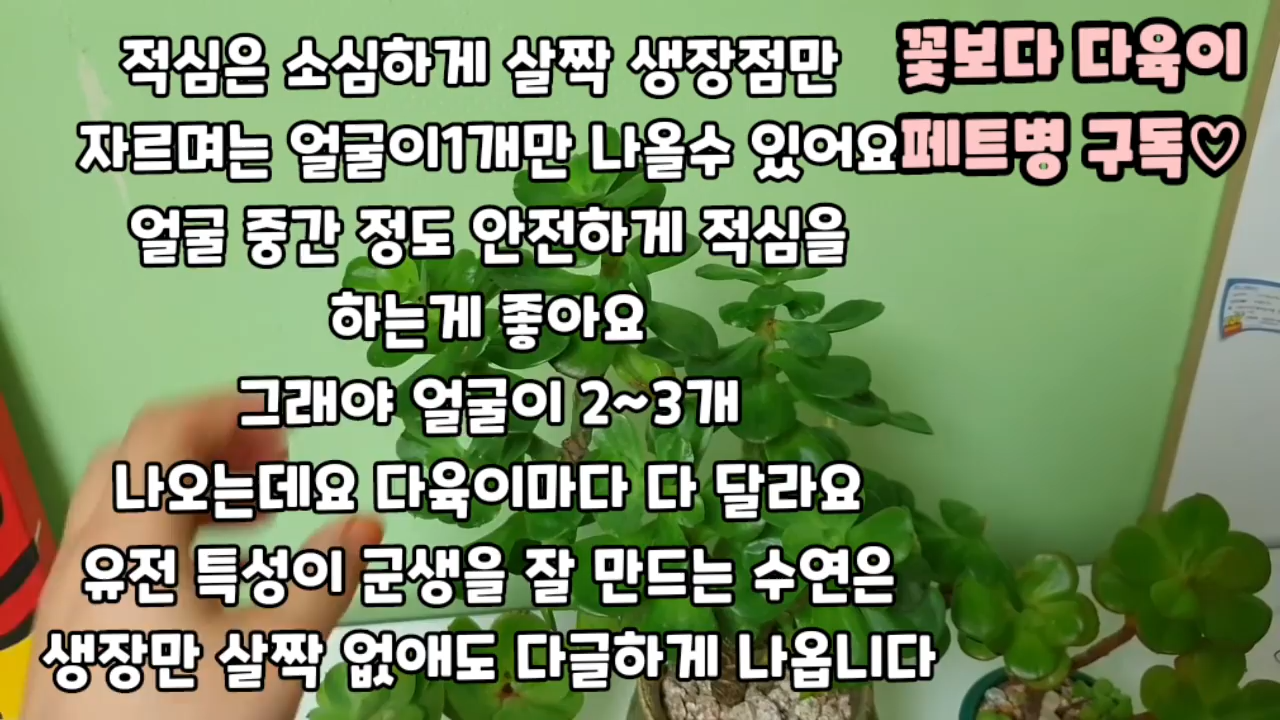 적심은 소심하게 살짝 생장점만
자르며는 얼굴이1개만 나올수 있어요
얼굴 중간 정도 안전하게 적심을
하는게 좋아요
그래야 얼굴이 2~3개
나오는데요 다육이마다 다 달라요
유전 특성이 군생을 잘 만드는 수연은
생장만 살짝 없애도 다글하게 나옵니다
꽃보다 다육이
페트병 구독♡